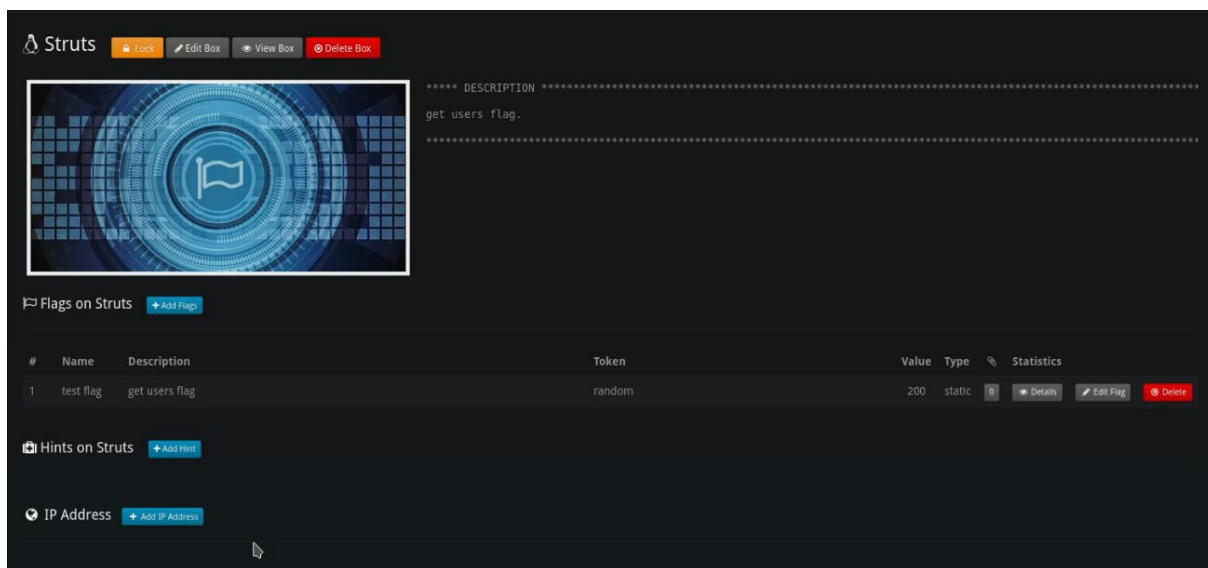 Struts Lock Edit Box View Box Delete Box
***** DESCRIPTION **********************************************************************************************************
get users flag.
******************************************************************************************************************************
Flags on Struts + Add Flags
# Name Description Token Value Type Statistics
1 test flag get users flag random 200 static 0 Details Edit Flag Delete
Hints on Struts + Add Hint
IP Address + Add IP Address